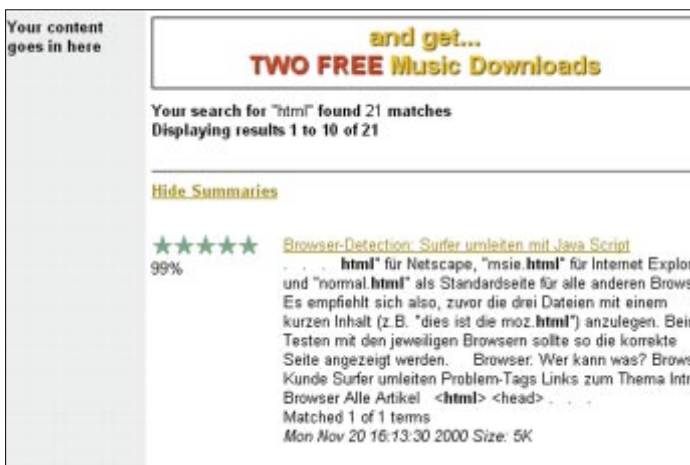 Your content
goes in here
and get...
TWO FREE Music Downloads
Your search for "html" found 21 matches
Displaying results 1 to 10 of 21
Hide Summaries
99%
Browser-Detection: Surfer umleiten mit Java Script
. . . . html" für Netscape, "msie.html" für Internet Explor
und "normal.html" als Standardseite für alle anderen Brows
Es empfiehlt sich also, zuvor die drei Dateien mit einem
kurzen Inhalt (z.B. "dies ist die moz.html") anzulegen. Bei
Testen mit den jeweiligen Browsern sollte so die korrekte
Seite angezeigt werden. Browser: Wer kann was? Brows
Kunde Surfer umleiten Problem-Tags Links zum Thema Intr
Browser Alle Artikel <html> <head> . . .
Matched 1 of 1 terms
Mon Nov 20 16:13:30 2000 Size: 5K